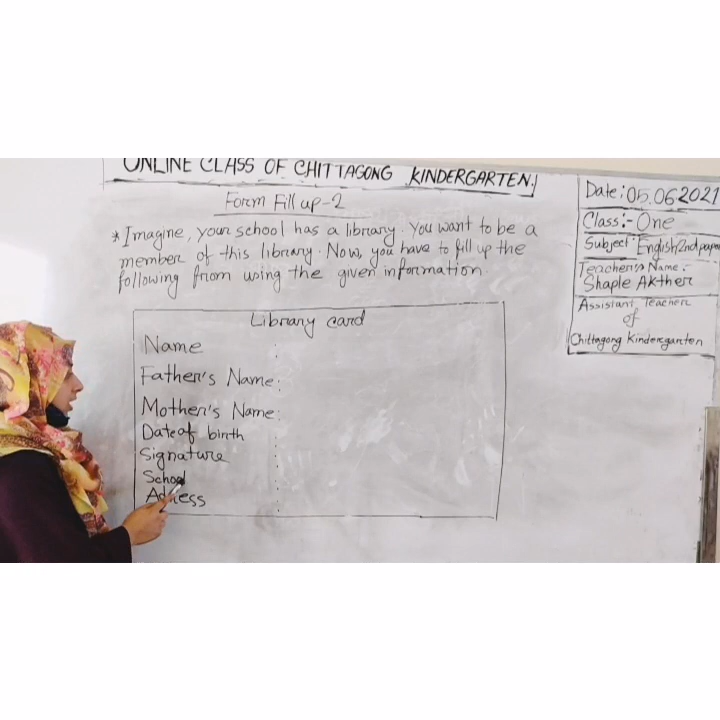 ONLINE CLASS OF CHITTAGONG KINDERGARTEN.
Form Fill up-2
* Imagine, your school has a library. You want to be a
member of this library. Now, you have to fill up the
following from using the given information.
Library card
Name :
Father's Name:
Mother's Name:
Date of birth :
Signature :
School :
Adress :
Date: 05.06.2021
Class:- One
Subject: English 2nd paper
Teacher's Name:-
Shaple Akther
Assistant Teacher
of
Chittagong Kindergarten